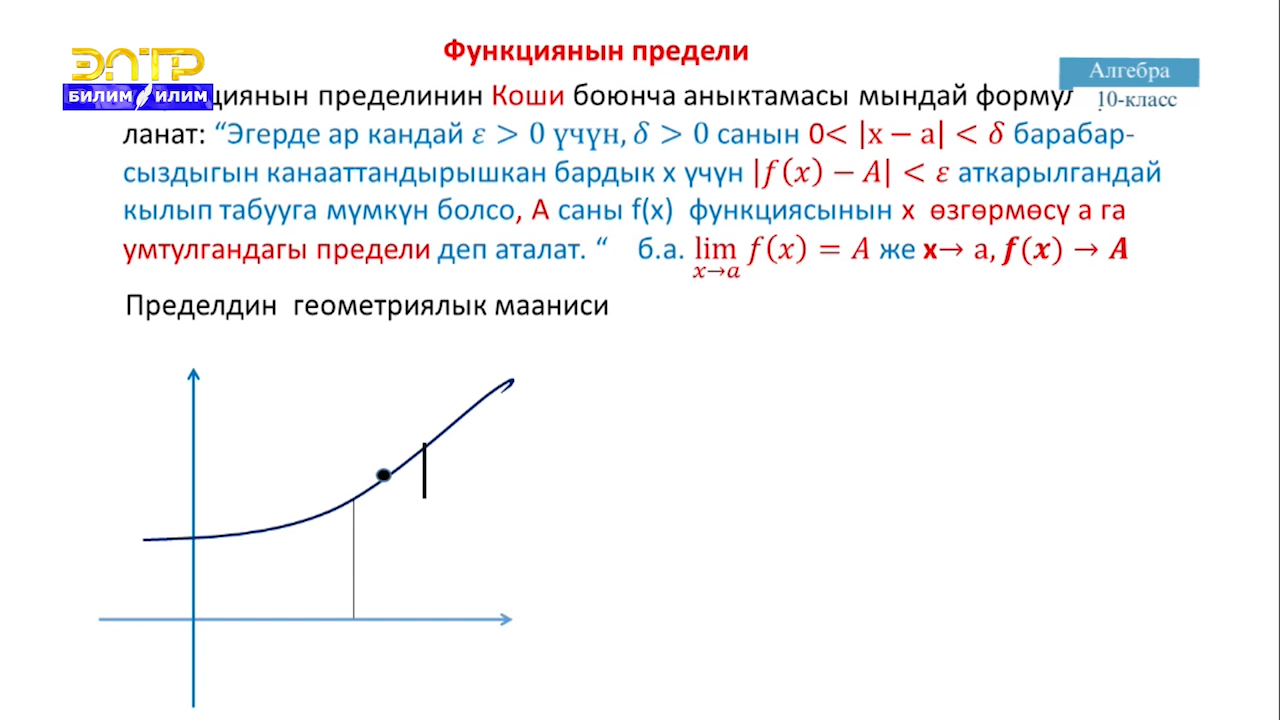 Функциянын предели
ЭЛТР
БИЛИМ ИЛИМ
Алгебра
10-класс
пределинин Коши боюнча аныктамасы мындай
ланат: “Эгерде ар кандай ε > 0 үчүн, δ > 0 санын 0< |x − a| < δ барабар-
сыздыгын канааттандырышкан бардык х үчүн |f(x) − A| < ε аткарылгандай
кылып табууга мүмкүн болсо, А саны f(x) функциясынын х өзгөрмөсү а га
умтулгандагы предели деп аталат. “ б.а. lim x→a f(x) = A же x→ a, f(x) → A
Пределдин геометриялык мааниси